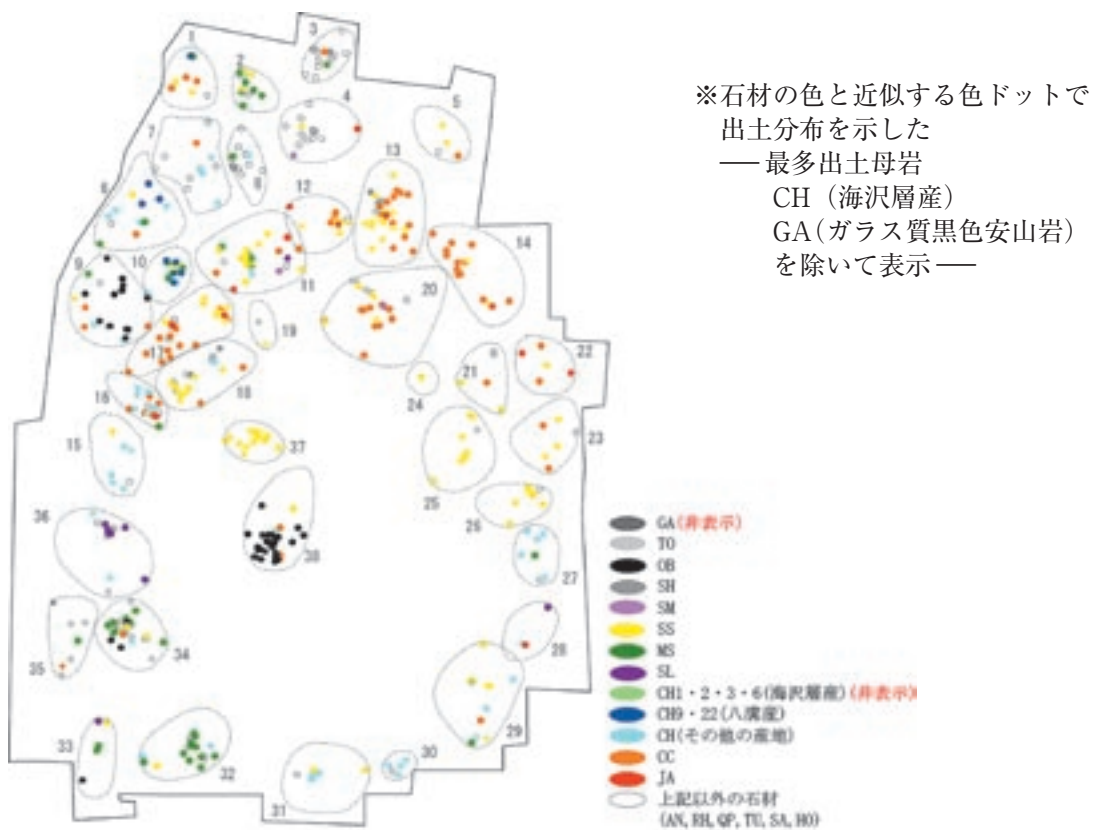 ※石材の色と近似する色ドットで
出土分布を示した
──最多出土母岩
CH（海沢層産）
GA（ガラス質黒色安山岩）
を除いて表示──
1
2
3
4
5
7
8
13
6
12
14
9
10
11
20
19
17
18
22
21
16
24
15
37
23
25
26
36
38
27
28
35
34
29
33
32
30
31
GA(非表示)
TO
OB
SH
SM
SS
MS
SL
CH1・2・3・6(海沢層産)(非表示)
CH9・22(八溝産)
CH(その他の産地)
CC
JA
上記以外の石材
(AN, RH, QP, TU, SA, HO)